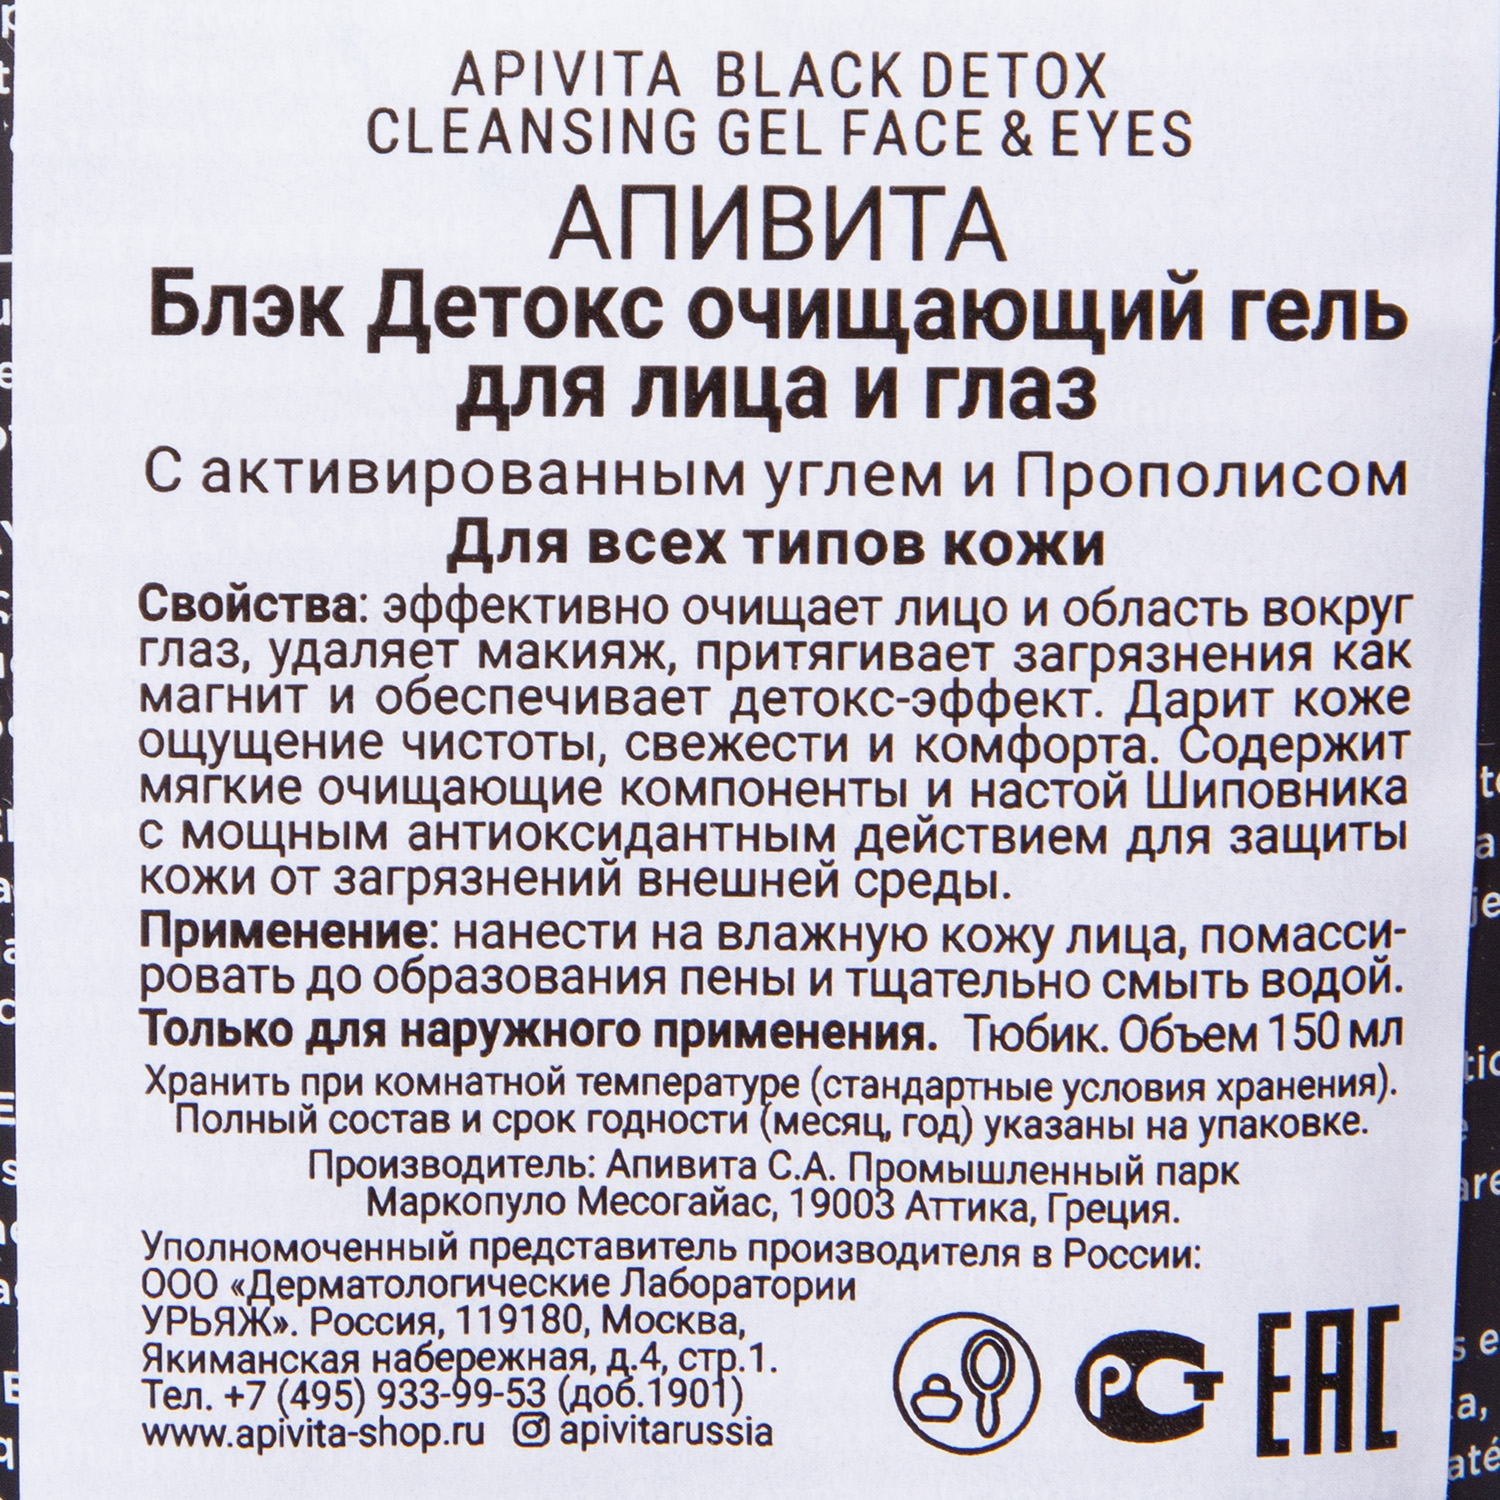 APIVITA BLACK DETOX
CLEANSING GEL FACE & EYES
АПИВИТА
Блэк Детокс очищающий гель
для лица и глаз
С активированным углем и Прополисом
Для всех типов кожи
Свойства: эффективно очищает лицо и область вокруг
глаз, удаляет макияж, притягивает загрязнения как
магнит и обеспечивает детокс-эффект. Дарит коже
ощущение чистоты, свежести и комфорта. Содержит
мягкие очищающие компоненты и настой Шиповника
с мощным антиоксидантным действием для защиты
кожи от загрязнений внешней среды.
Применение: нанести на влажную кожу лица, помасси-
ровать до образования пены и тщательно смыть водой.
Только для наружного применения. Тюбик. Объем 150 мл
Хранить при комнатной температуре (стандартные условия хранения).
Полный состав и срок годности (месяц, год) указаны на упаковке.
Производитель: Апивита С.А. Промышленный парк
Маркопуло Месогайас, 19003 Аттика, Греция.
Уполномоченный представитель производителя в России:
ООО «Дерматологические Лаборатории
УРЬЯЖ». Россия, 119180, Москва,
Якиманская набережная, д.4, стр.1.
Тел. +7 (495) 933-99-53 (доб.1901)
www.apivita-shop.ru apivitarussia
РСТ
EAC